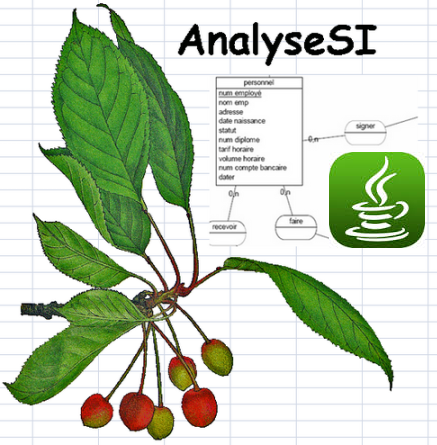 AnalyseSI
personnel
num employé
nom emp
adresse
date naissance
statut
num diplome
tarif horaire
volume horaire
num compte bancaire
dater
0,n
signer
0,n
0,n
recevoir
faire